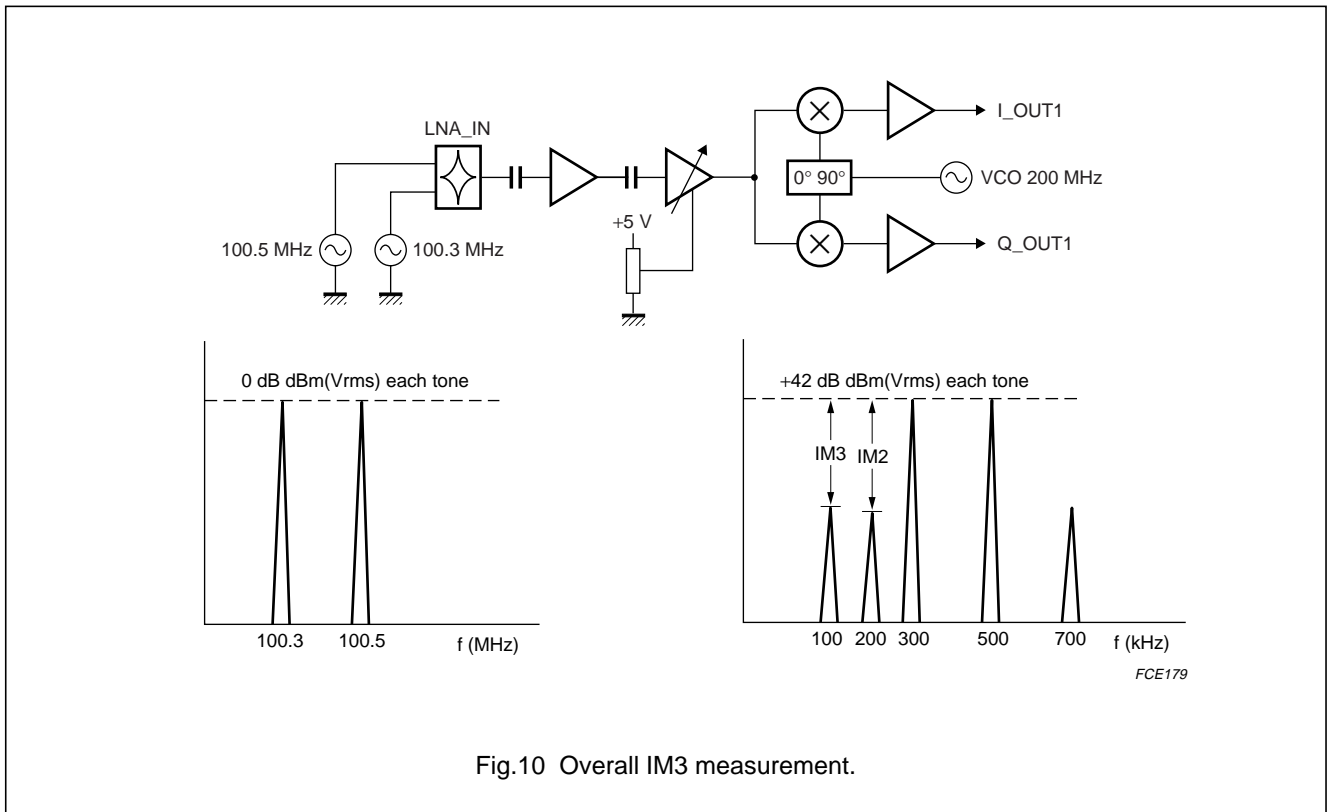 LNA_IN
I_OUT1
0° 90°
VCO 200 MHz
+5 V
100.5 MHz
100.3 MHz
Q_OUT1
0 dB dBm(Vrms) each tone
100.3
100.5
f (MHz)
+42 dB dBm(Vrms) each tone
IM3
IM2
100
200
300
500
700
f (kHz)
FCE179
Fig.10 Overall IM3 measurement.